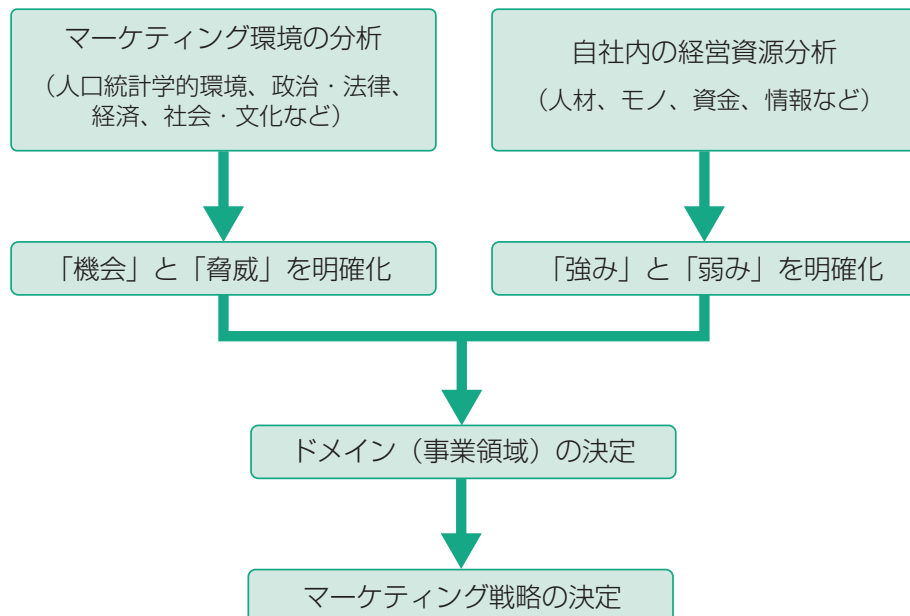 マーケティング環境の分析
（人口統計学的環境、政治・法律、
経済、社会・文化など）
自社内の経営資源分析
（人材、モノ、資金、情報など）
「機会」と「脅威」を明確化
「強み」と「弱み」を明確化
ドメイン（事業領域）の決定
マーケティング戦略の決定